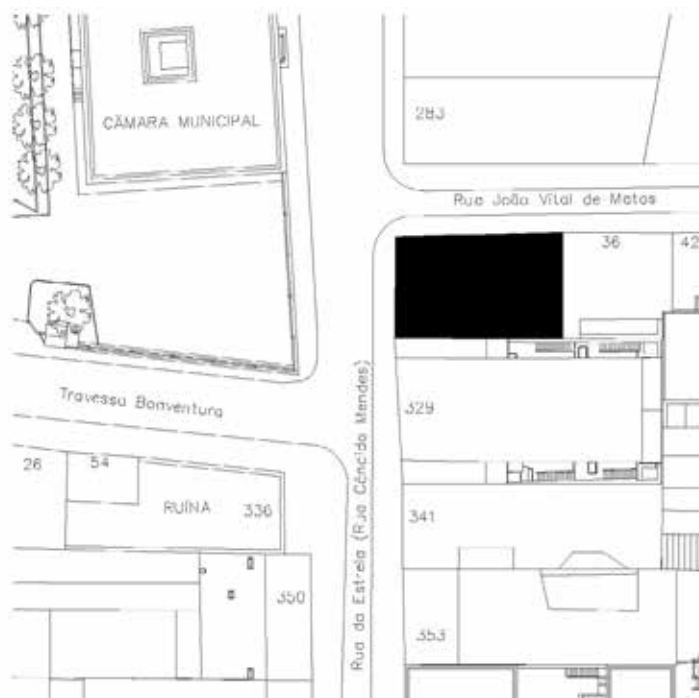 CÂMARA MUNICIPAL
283
Rua João Vital de Matos
36
42
Travessa Bonventura
329
Rua da Estrela (Rua Cândido Mendes)
26
54
RUÍNA
336
341
350
353